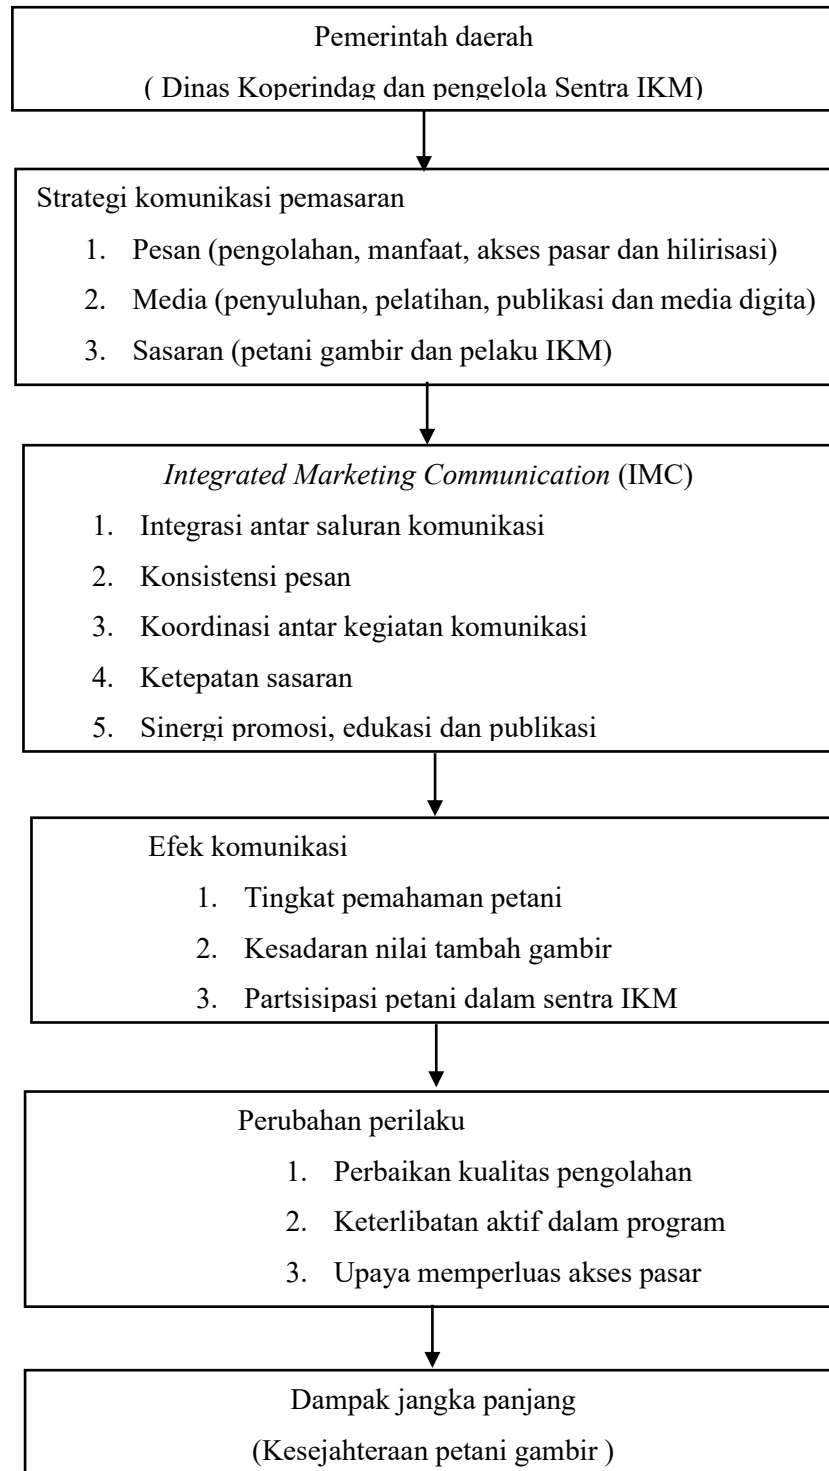 Pemerintah daerah
( Dinas Koperindag dan pengelola Sentra IKM)
Strategi komunikasi pemasaran
1. Pesan (pengolahan, manfaat, akses pasar dan hilirisasi)
2. Media (penyuluhan, pelatihan, publikasi dan media digita)
3. Sasaran (petani gambir dan pelaku IKM)
Integrated Marketing Communication (IMC)
1. Integrasi antar saluran komunikasi
2. Konsistensi pesan
3. Koordinasi antar kegiatan komunikasi
4. Ketepatan sasaran
5. Sinergi promosi, edukasi dan publikasi
Efek komunikasi
1. Tingkat pemahaman petani
2. Kesadaran nilai tambah gambir
3. Partsisipasi petani dalam sentra IKM
Perubahan perilaku
1. Perbaikan kualitas pengolahan
2. Keterlibatan aktif dalam program
3. Upaya memperluas akses pasar
Dampak jangka panjang
(Kesejahteraan petani gambir )